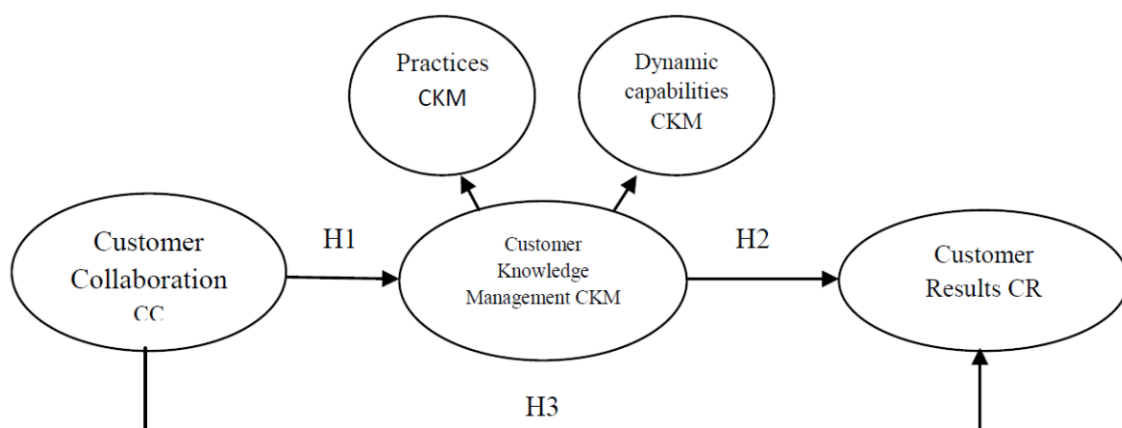 Practices
CKM
Dynamic
capabilities
CKM
Customer
Collaboration
CC
H1
Customer
Knowledge
Management CKM
H2
Customer
Results CR
H3